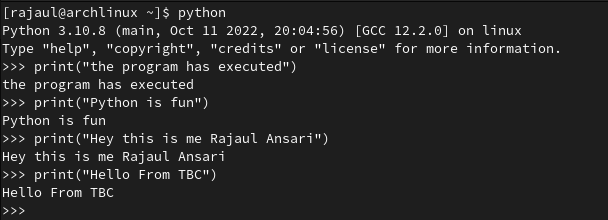 [rajaul@archlinux ~]$ python
Python 3.10.8 (main, Oct 11 2022, 20:04:56) [GCC 12.2.0] on linux
Type "help", "copyright", "credits" or "license" for more information.
>>> print("the program has executed")
the program has executed
>>> print("Python is fun")
Python is fun
>>> print("Hey this is me Rajaul Ansari")
Hey this is me Rajaul Ansari
>>> print("Hello From TBC")
Hello From TBC
>>>